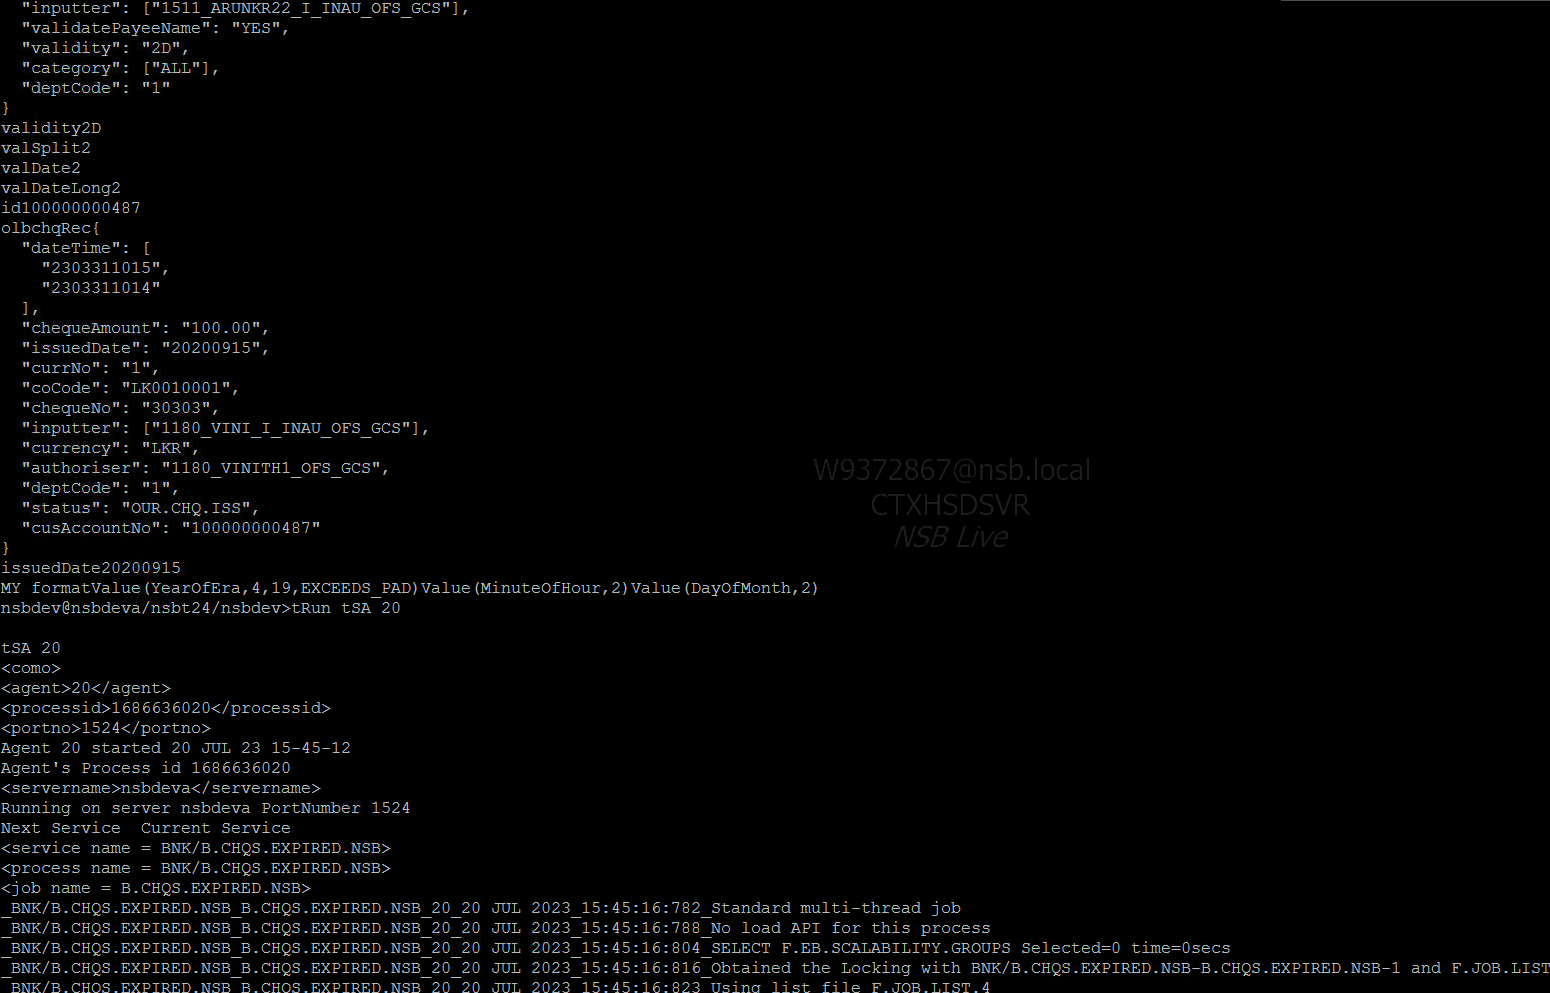 "inputter": ["1511_ARUNKR22_I_INAU_OFS_GCS"],
"validatePayeeName": "YES",
"validity": "2D",
"category": ["ALL"],
"deptCode": "1"
}
validity2D
valSplit2
valDate2
valDateLong2
id100000000487
olbchqRec{
"dateTime": [
"2303311015",
"2303311014"
],
"chequeAmount": "100.00",
"issuedDate": "20200915",
"currNo": "1",
"coCode": "LK0010001",
"chequeNo": "30303",
"inputter": ["1180_VINI_I_INAU_OFS_GCS"],
"currency": "LKR",
"authoriser": "1180_VINITH1_OFS_GCS",
"deptCode": "1",
"status": "OUR.CHQ.ISS",
"cusAccountNo": "100000000487"
}
issuedDate20200915
MY formatValue(YearOfEra,4,19,EXCEEDS_PAD)Value(MinuteOfHour,2)Value(DayOfMonth,2)
nsbdev@nsbdeva/nsbt24/nsbdev>tRun tSA 20
tSA 20
<como>
<agent>20</agent>
<processid>1686636020</processid>
<portno>1524</portno>
Agent 20 started 20 JUL 23 15-45-12
Agent's Process id 1686636020
<servername>nsbdeva</servername>
Running on server nsbdeva PortNumber 1524
Next Service  Current Service
<service name = BNK/B.CHQS.EXPIRED.NSB>
<process name = BNK/B.CHQS.EXPIRED.NSB>
<job name = B.CHQS.EXPIRED.NSB>
_BNK/B.CHQS.EXPIRED.NSB_B.CHQS.EXPIRED.NSB_20_20 JUL 2023_15:45:16:782_Standard multi-thread job
_BNK/B.CHQS.EXPIRED.NSB_B.CHQS.EXPIRED.NSB_20_20 JUL 2023_15:45:16:788_No load API for this process
_BNK/B.CHQS.EXPIRED.NSB_B.CHQS.EXPIRED.NSB_20_20 JUL 2023_15:45:16:804_SELECT F.EB.SCALABILITY.GROUPS Selected=0 time=0secs
_BNK/B.CHQS.EXPIRED.NSB_B.CHQS.EXPIRED.NSB_20_20 JUL 2023_15:45:16:816_Obtained the Locking with BNK/B.CHQS.EXPIRED.NSB-B.CHQS.EXPIRED.NSB-1 and F.JOB.LIST
_BNK/B.CHQS.EXPIRED.NSB_B.CHQS.EXPIRED.NSB_20_20 JUL 2023_15:45:16:823_Using list file F.JOB.LIST.4
W9372867@nsb.local
CTXHSDSVR
NSB Live